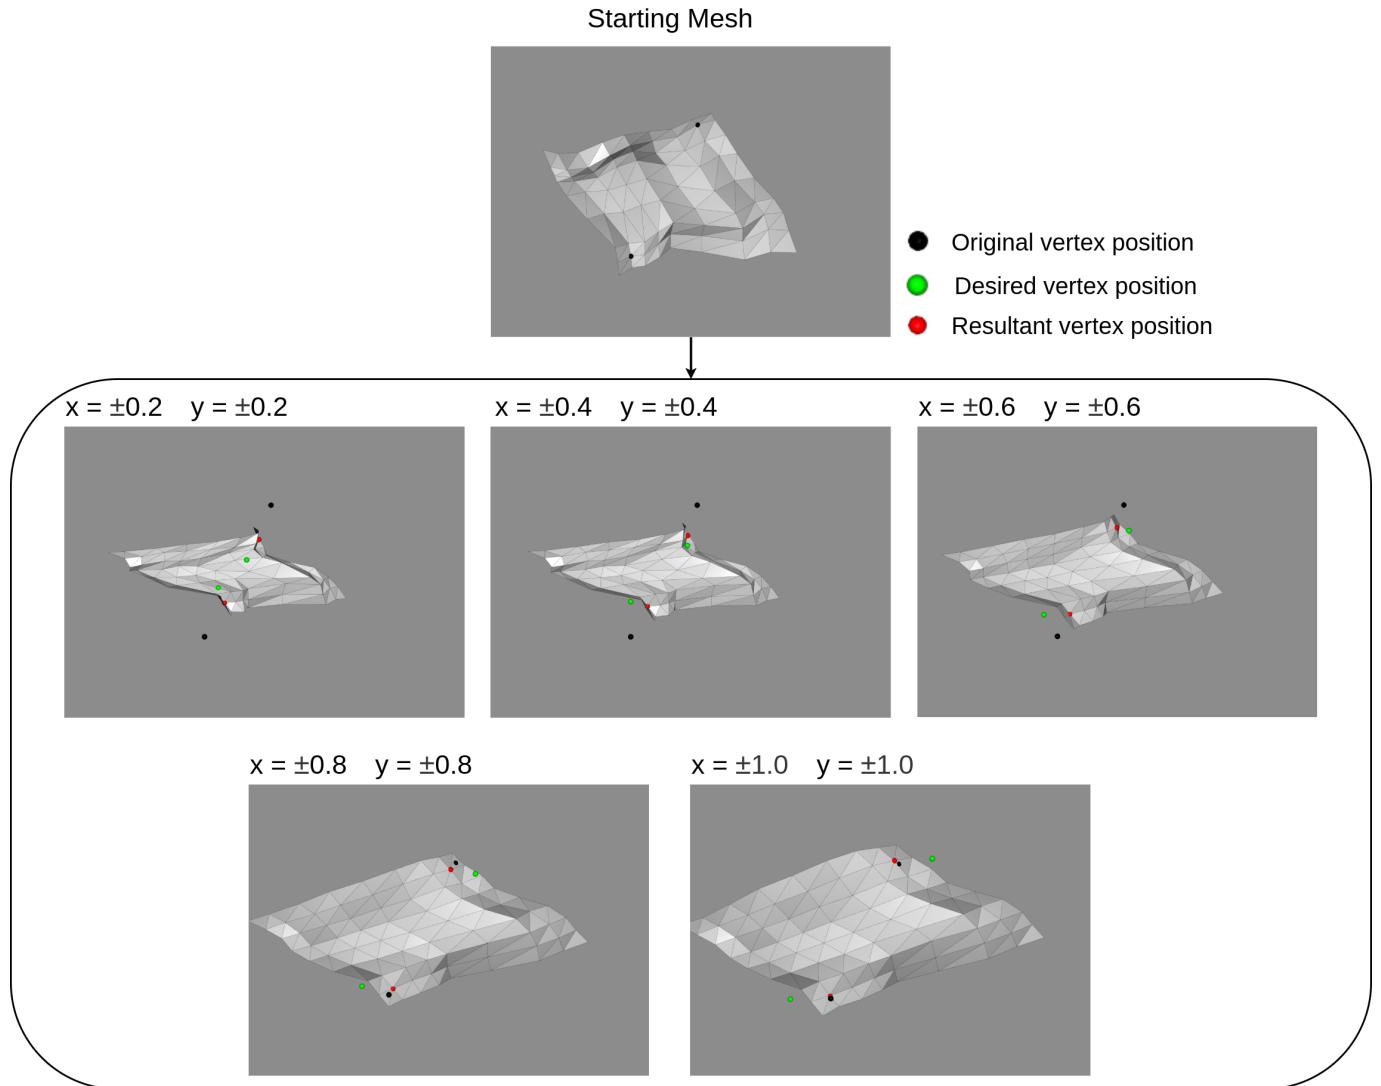 Starting Mesh
Original vertex position
Desired vertex position
Resultant vertex position
x = ±0.2 y = ±0.2
x = ±0.4 y = ±0.4
x = ±0.6 y = ±0.6
x = ±0.8 y = ±0.8
x = ±1.0 y = ±1.0